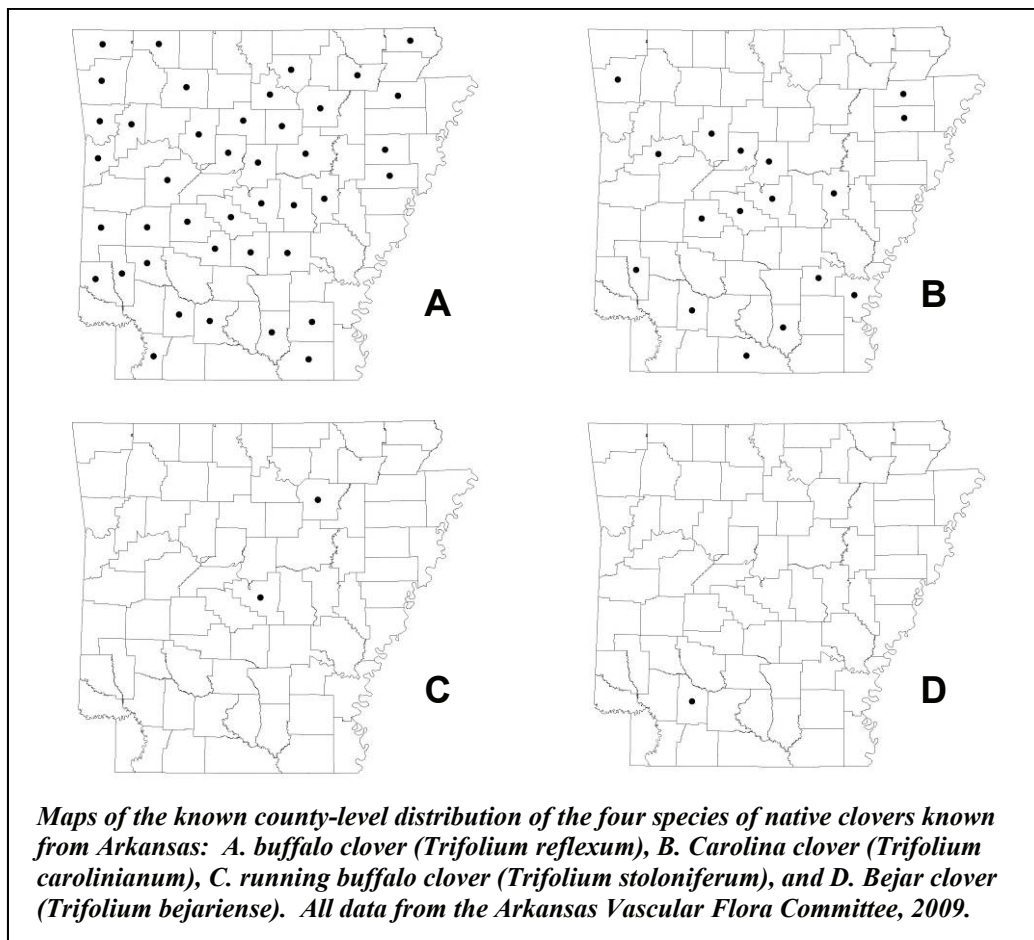 A
B
C
D
Maps of the known county-level distribution of the four species of native clovers known
from Arkansas: A. buffalo clover (Trifolium reflexum), B. Carolina clover (Trifolium
carolinianum), C. running buffalo clover (Trifolium stoloniferum), and D. Bejar clover
(Trifolium bejariense). All data from the Arkansas Vascular Flora Committee, 2009.